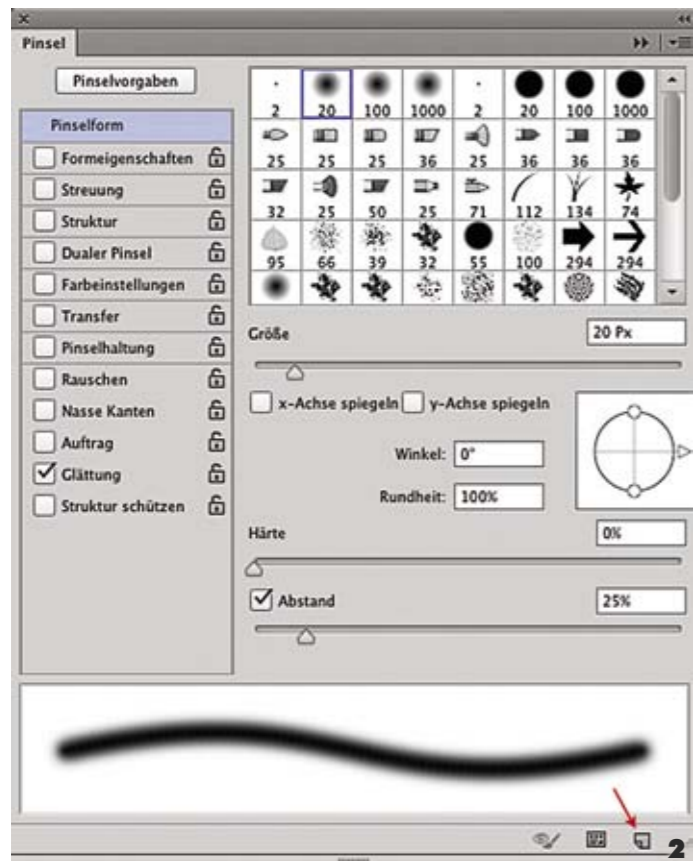 Pinsel
Pinselvorgaben
Pinselform
Formeigenschaften
Streuung
Struktur
Dualer Pinsel
Farbeinstellungen
Transfer
Pinselhaltung
Rauschen
Nasse Kanten
Auftrag
Glättung
Struktur schützen
2 20 100 1000 2 20 100 1000
25 25 25 36 25 36 36 36
32 25 50 25 71 112 134 74
95 66 39 32 55 100 294 294
Größe 20 Px
x-Achse spiegeln y-Achse spiegeln
Winkel: 0°
Rundheit: 100%
Härte 0%
Abstand 25%
2